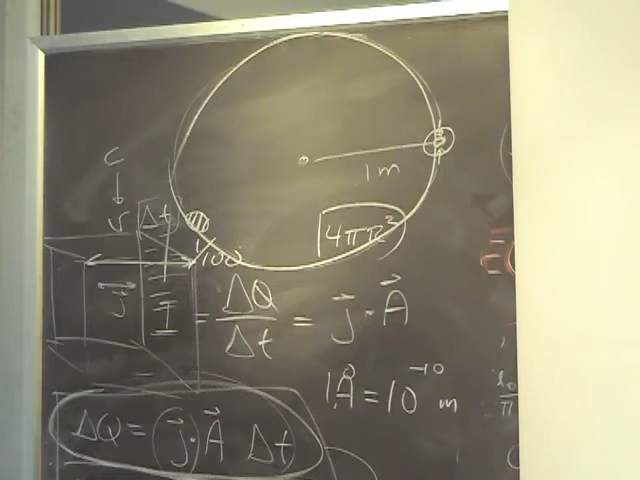 1m
C
↓
v Δt
4πR²
1/100
j⃗ I = ΔQ/Δt = j⃗ · A⃗
1Å = 10⁻¹⁰ m
ΔQ = (j⃗·)A⃗ Δt)